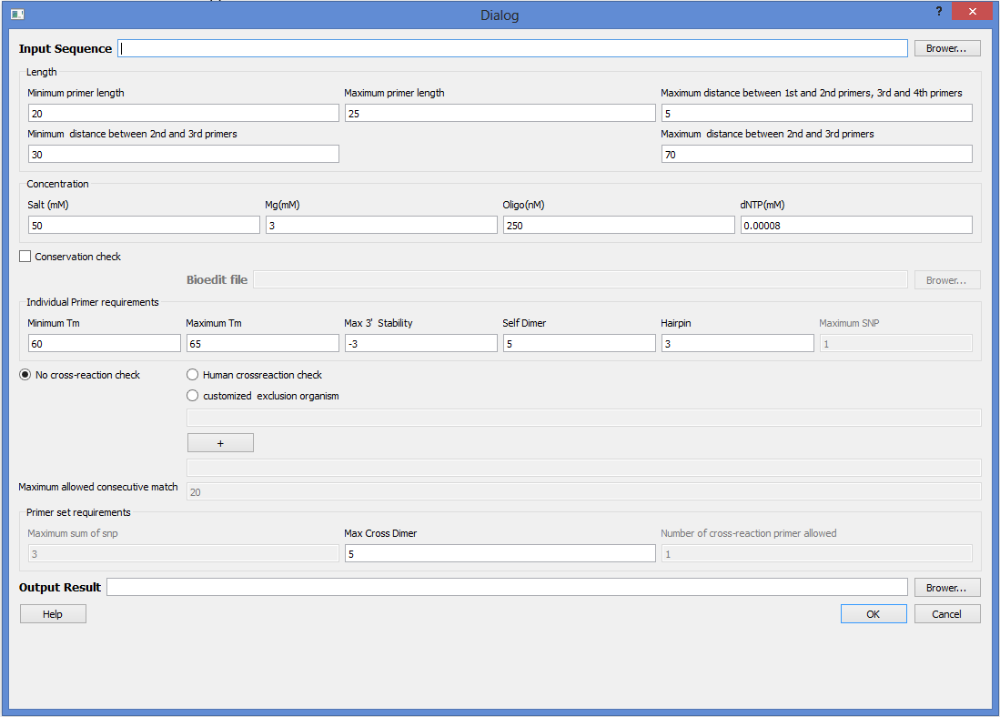 Dialog
?
Input Sequence
Browser...
Length
Minimum primer length
Maximum primer length
Maximum distance between 1st and 2nd primers, 3rd and 4th primers
20
25
5
Minimum distance between 2nd and 3rd primers
Maximum distance between 2nd and 3rd primers
30
70
Concentration
Salt (mM)
Mg(mM)
Oligo(nM)
dNTP(mM)
50
3
250
0.00008
Conservation check
Bioedit file
Browser...
Individual Primer requirements
Minimum Tm
Maximum Tm
Max 3' Stability
Self Dimer
Hairpin
Maximum SNP
60
65
-3
5
3
1
No cross-reaction check
Human crossreaction check
customized exclusion organism
+
Maximum allowed consecutive match
20
Primer set requirements
Maximum sum of snp
Max Cross Dimer
Number of cross-reaction primer allowed
3
5
1
Output Result
Browser...
Help
OK
Cancel